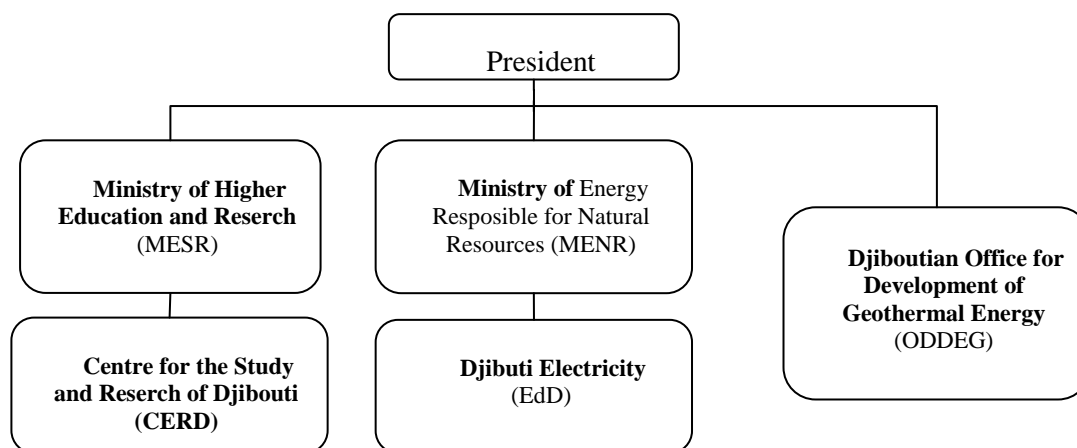 President
Ministry of Higher
Education and Reserch
(MESR)
Ministry of Energy
Resposible for Natural
Resources (MENR)
Djiboutian Office for
Development of
Geothermal Energy
(ODDEG)
Centre for the Study
and Reserch of Djibouti
(CERD)
Djibuti Electricity
(EdD)